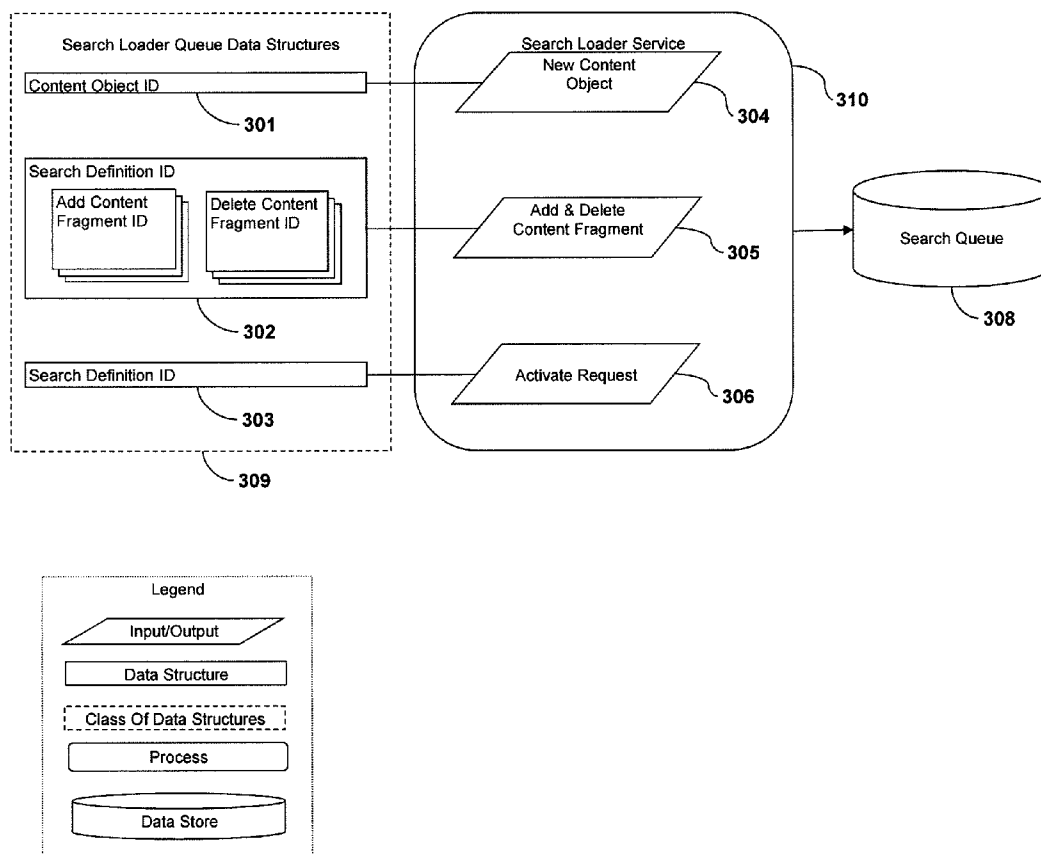 Search Loader Queue Data Structures
Content Object ID
301
Search Definition ID
Add Content
Fragment ID
Delete Content
Fragment ID
302
Search Definition ID
303
309
Search Loader Service
New Content
Object
304
310
Add & Delete
Content Fragment
305
Activate Request
306
Search Queue
308
Legend
Input/Output
Data Structure
Class Of Data Structures
Process
Data Store